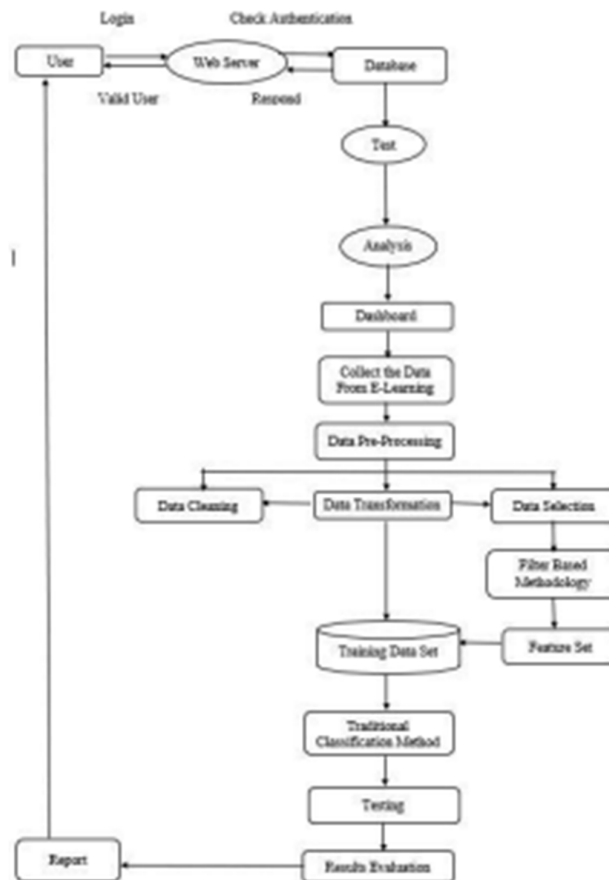 Login
Check Authentication
User
Web Server
Database
Valid User
Respond
Test
Analysis
Dashboard
Collect the Data
From E-Learning
Data Pre-Processing
Data Cleaning
Data Transformation
Data Selection
Filter Based
Methodology
Training Data Set
Feature Set
Traditional
Classification Method
Testing
Report
Results Evaluation